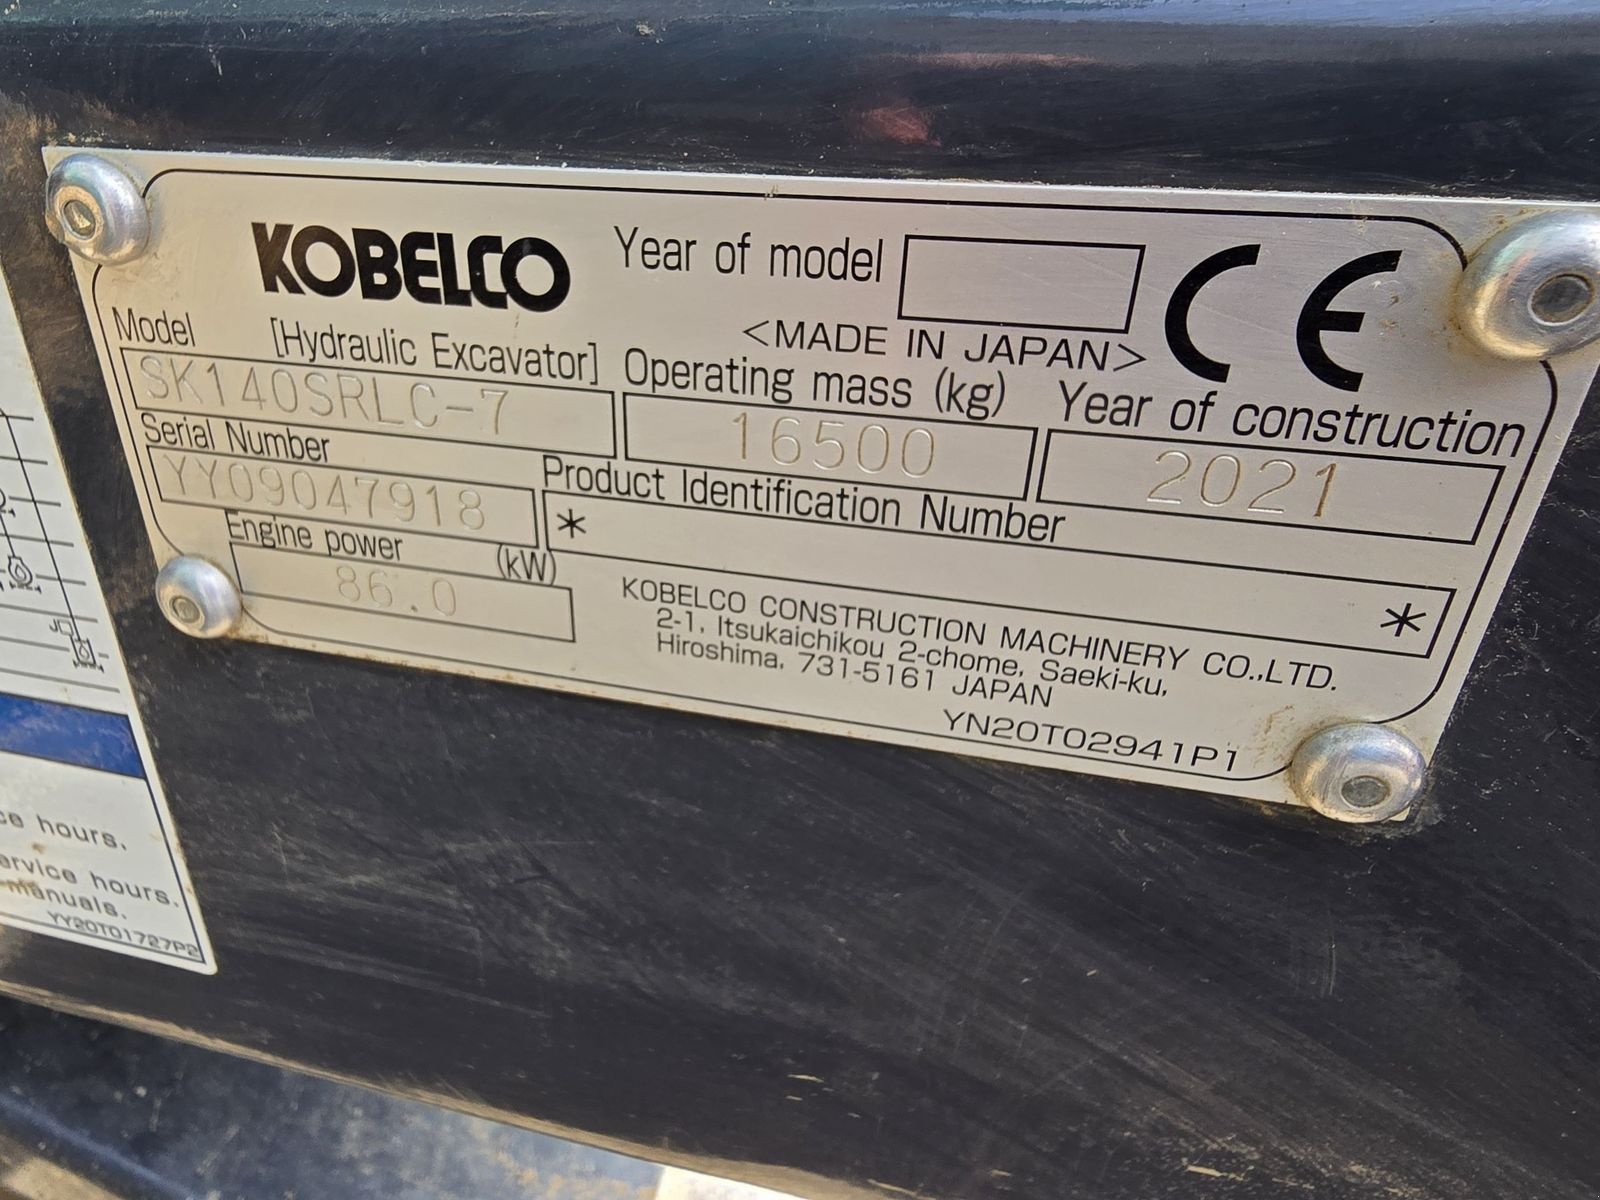 KOBELCO
Year of model
CE
<MADE IN JAPAN>
Model [Hydraulic Excavator]
SK140SRLC-7
Operating mass (kg)
16500
Year of construction
2021
Serial Number
YY09047918
Product Identification Number
*
*
Engine power (kW)
86.0
KOBELCO CONSTRUCTION MACHINERY CO.,LTD.
2-1, Itsukaichikou 2-chome, Saeki-ku,
Hiroshima, 731-5161 JAPAN
YN20T02941P1
hours.
service hours.
manuals.
YY20T01727P2